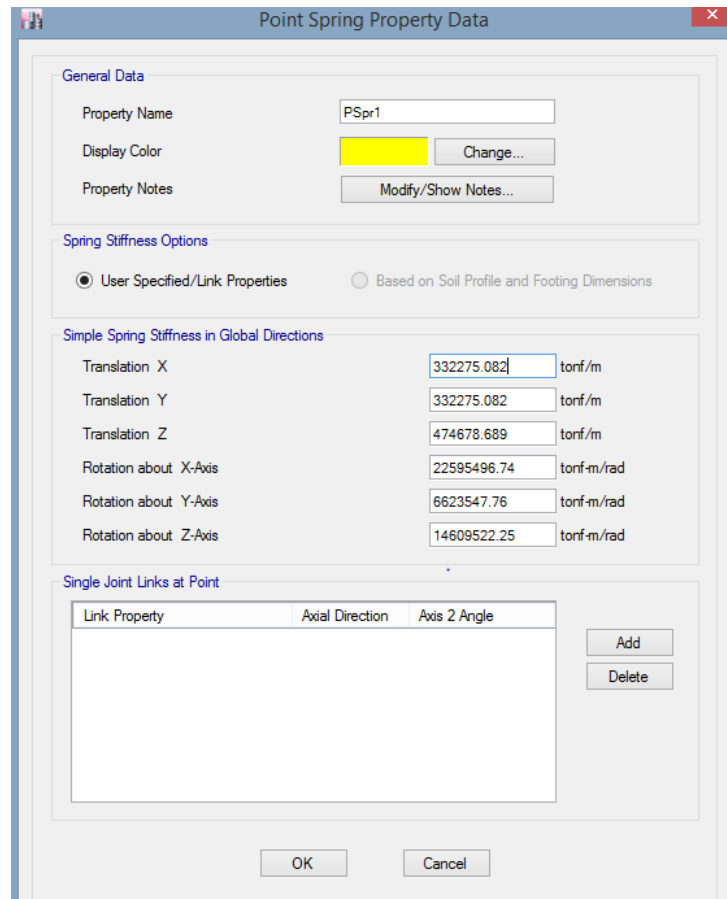 Point Spring Property Data
General Data
Property Name PSpr1
Display Color Change...
Property Notes Modify/Show Notes...
Spring Stiffness Options
User Specified/Link Properties Based on Soil Profile and Footing Dimensions
Simple Spring Stiffness in Global Directions
Translation X 332275.082 tonf/m
Translation Y 332275.082 tonf/m
Translation Z 474678.689 tonf/m
Rotation about X-Axis 22595496.74 tonf-m/rad
Rotation about Y-Axis 6623547.76 tonf-m/rad
Rotation about Z-Axis 14609522.25 tonf-m/rad
Single Joint Links at Point
Link Property Axial Direction Axis 2 Angle
Add
Delete
OK Cancel